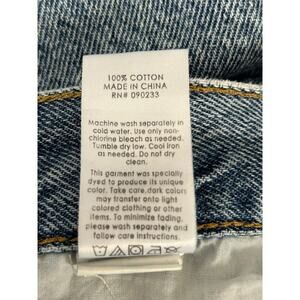 100% COTTON
MADE IN CHINA
RN# 090233
Machine wash separately in
cold water. Use only non-
chlorine bleach as needed.
Tumble dry low. Cool iron
as needed. Do not dry
clean.
This garment was specially
dyed to produce its unique
color. Take care, dark colors
may transfer onto light
colored clothing or other
items. To minimize fading,
please wash separately and
follow care instructions.